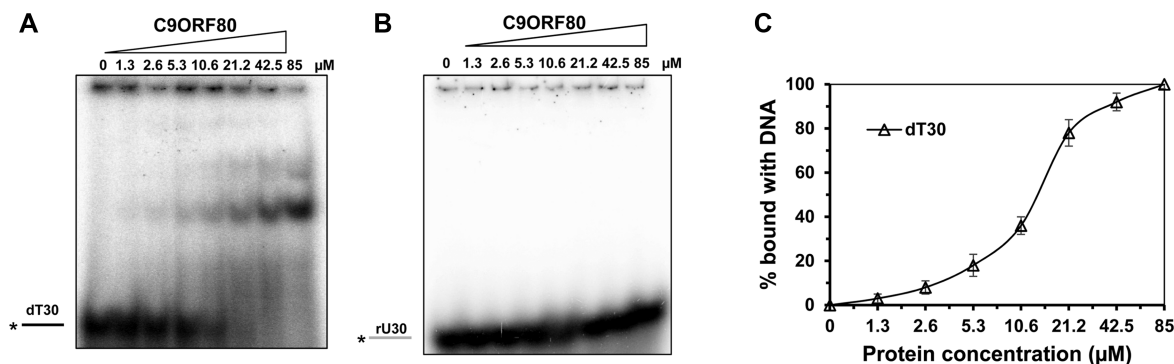 A
C9ORF80
0 1.3 2.6 5.3 10.6 21.2 42.5 85 μM
* dT30
B
C9ORF80
0 1.3 2.6 5.3 10.6 21.2 42.5 85 μM
* rU30
C
% bound with DNA
100
80
60
40
20
0
dT30
0 1.3 2.6 5.3 10.6 21.2 42.5 85
Protein concentration (μM)